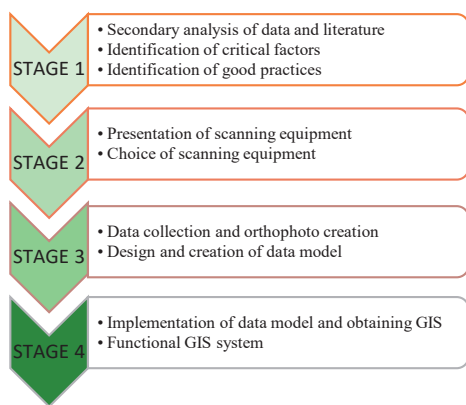 STAGE 1
• Secondary analysis of data and literature
• Identification of critical factors
• Identification of good practices
STAGE 2
• Presentation of scanning equipment
• Choice of scanning equipment
STAGE 3
• Data collection and orthophoto creation
• Design and creation of data model
STAGE 4
• Implementation of data model and obtaining GIS
• Functional GIS system